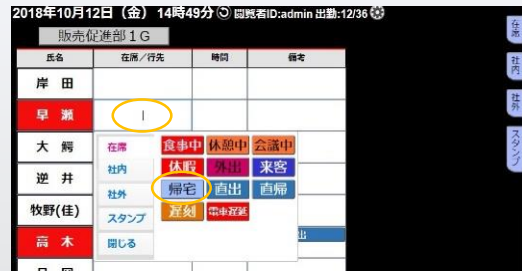 2018年10月12日（金）14時49分 閲覧者ID:admin 出勤:12/36
販売促進部１Ｇ
氏名 在席／行先 時間 備考
岸 田
早 瀬
大 鰐 在席 食事中 休憩中 会議中
社内 休暇 外出 来客
逆 井
社外 帰宅 直出 直帰
牧野(佳) スタンプ 遅刻 電車遅延
高 木 閉じる 出
在席
社内
社外
スタンプ